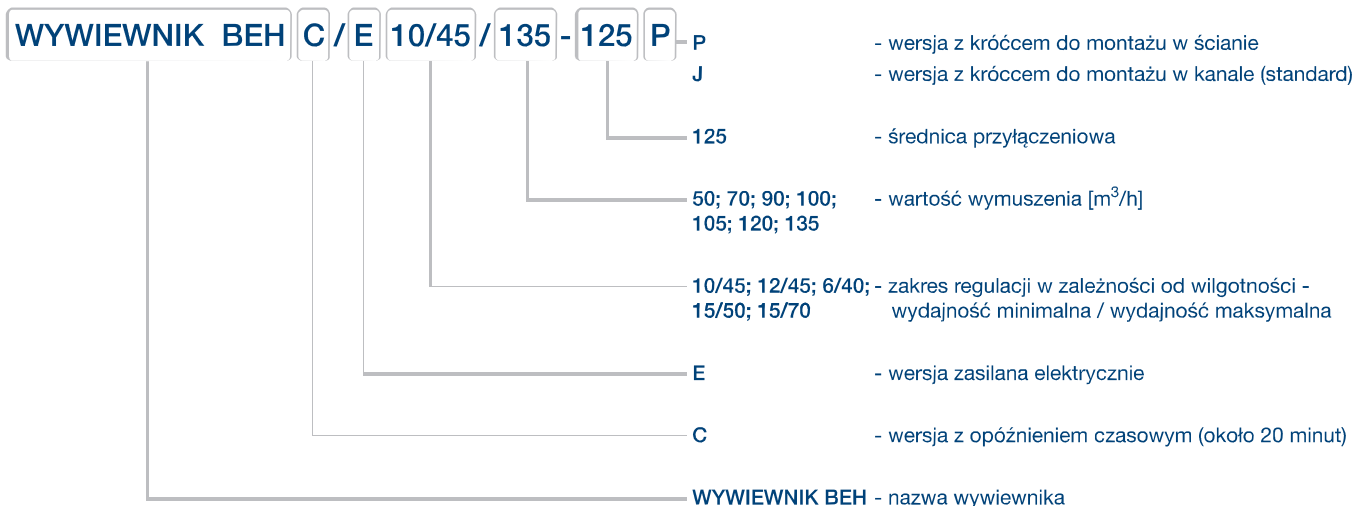 WYWIEWNIK BEH C / E 10/45 / 135 - 125 P
P - wersja z króćcem do montażu w ścianie
J - wersja z króccem do montażu w kanale (standard)
125 - średnica przyłączeniowa
50; 70; 90; 100; - wartość wymuszenia [m³/h]
105; 120; 135
10/45; 12/45; 6/40; - zakres regulacji w zależności od wilgotności -
15/50; 15/70 wydajność minimalna / wydajność maksymalna
E - wersja zasilana elektrycznie
C - wersja z opóźnieniem czasowym (około 20 minut)
WYWIEWNIK BEH - nazwa wywiewnika